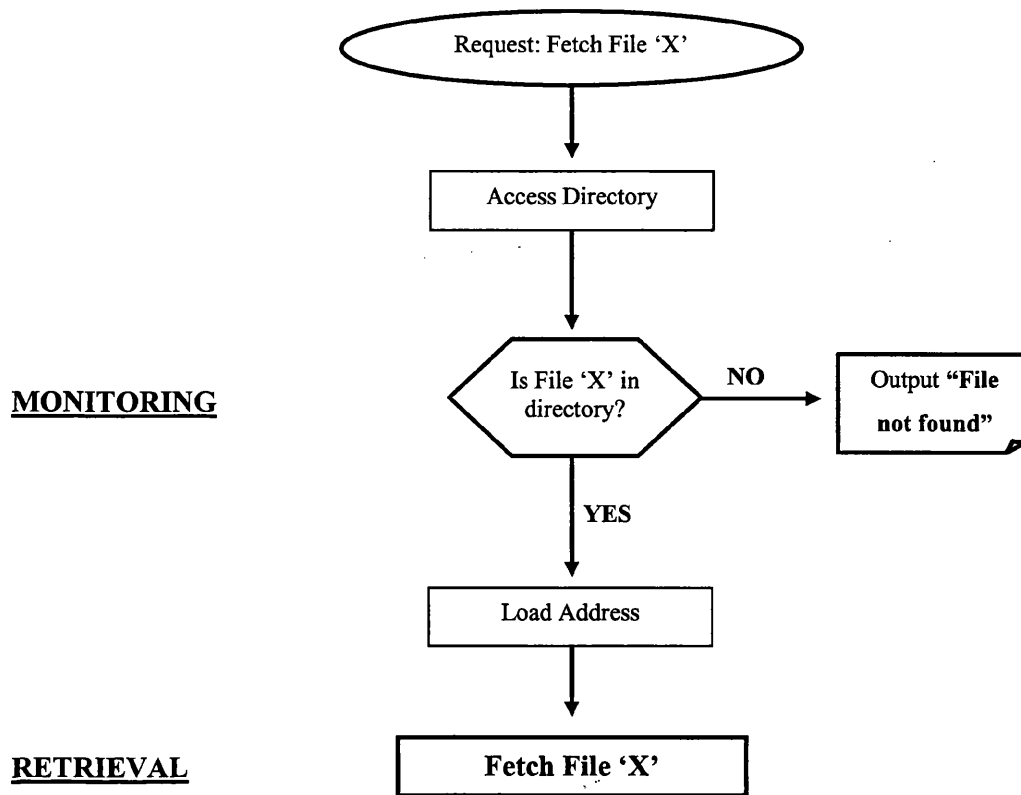 Request: Fetch File ‘X’
Access Directory
MONITORING
Is File ‘X’ in
directory?
NO
Output “File
not found”
YES
Load Address
RETRIEVAL
Fetch File ‘X’